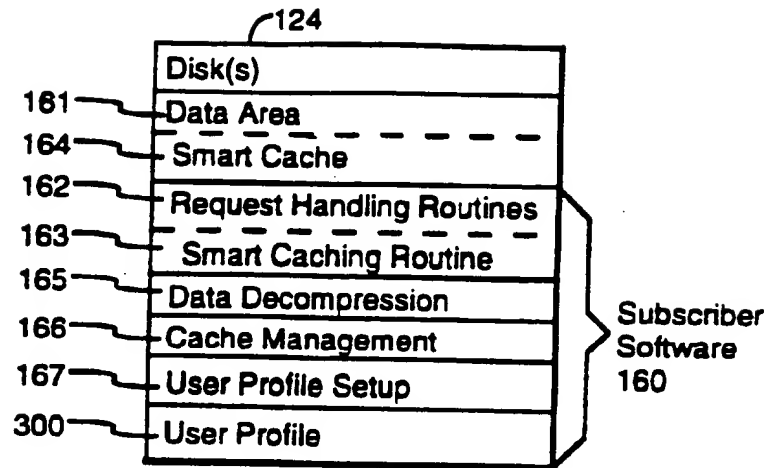 124
Disk(s)
161 Data Area
164 Smart Cache
162 Request Handling Routines
163 Smart Caching Routine
165 Data Decompression
166 Cache Management
167 User Profile Setup
300 User Profile
Subscriber
Software
160